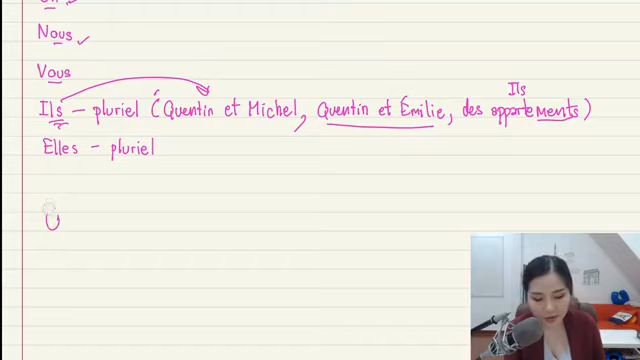 Nous
Vous
Ils
Ils - pluriel (Quentin et Michel, Quentin et Émilie, des appartements)
Elles - pluriel